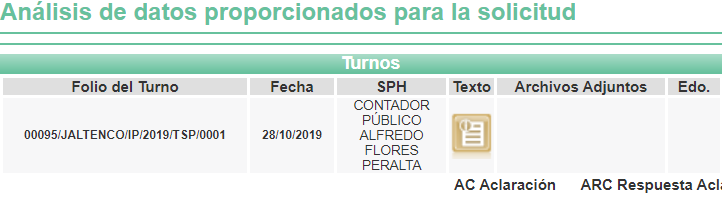 Análisis de datos proporcionados para la solicitud
Turnos
Folio del Turno Fecha SPH Texto Archivos Adjuntos Edo.
00095/JALTENCO/IP/2019/TSP/0001 28/10/2019 CONTADOR
PÚBLICO
ALFREDO
FLORES
PERALTA
AC Aclaración ARC Respuesta Acla